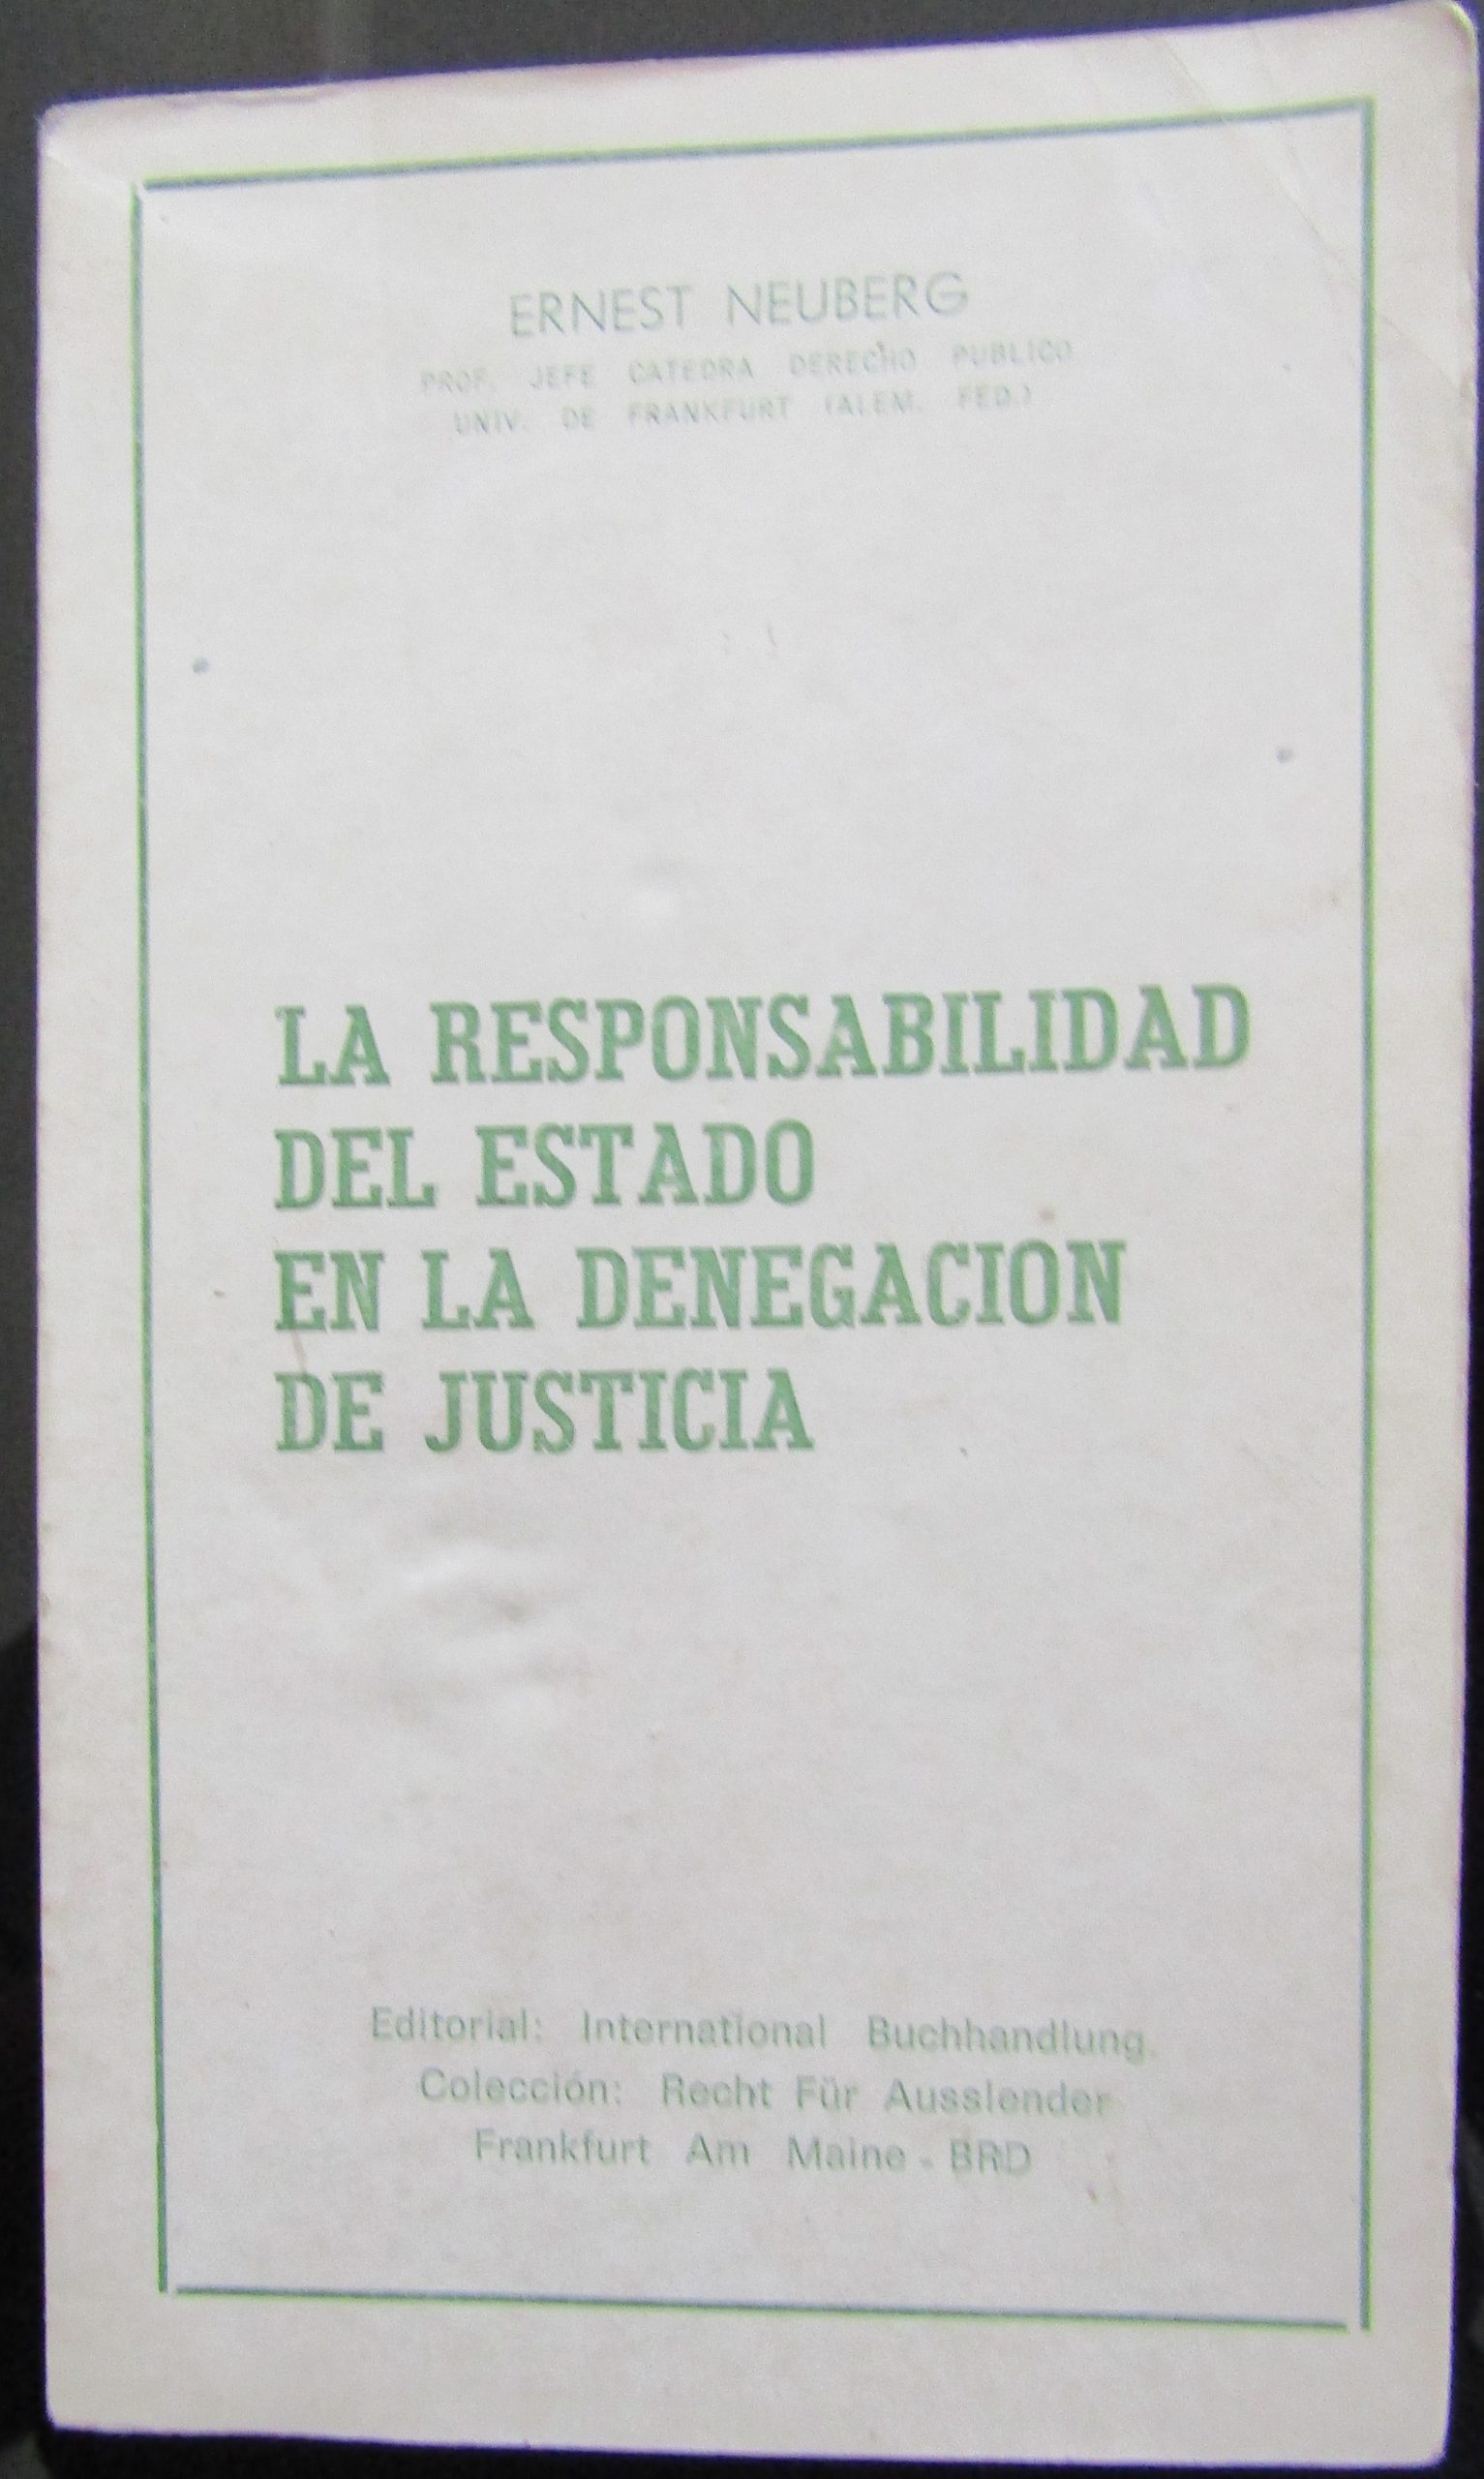 ERNEST NEUBERG
PROF. JEFE CATEDRA DERECHO PUBLICO
UNIV. DE FRANKFURT (ALEM. FED.)
LA RESPONSABILIDAD
DEL ESTADO
EN LA DENEGACION
DE JUSTICIA
Editorial: International Buchhandlung.
Colección: Recht Für Ausslender
Frankfurt Am Maine - BRD